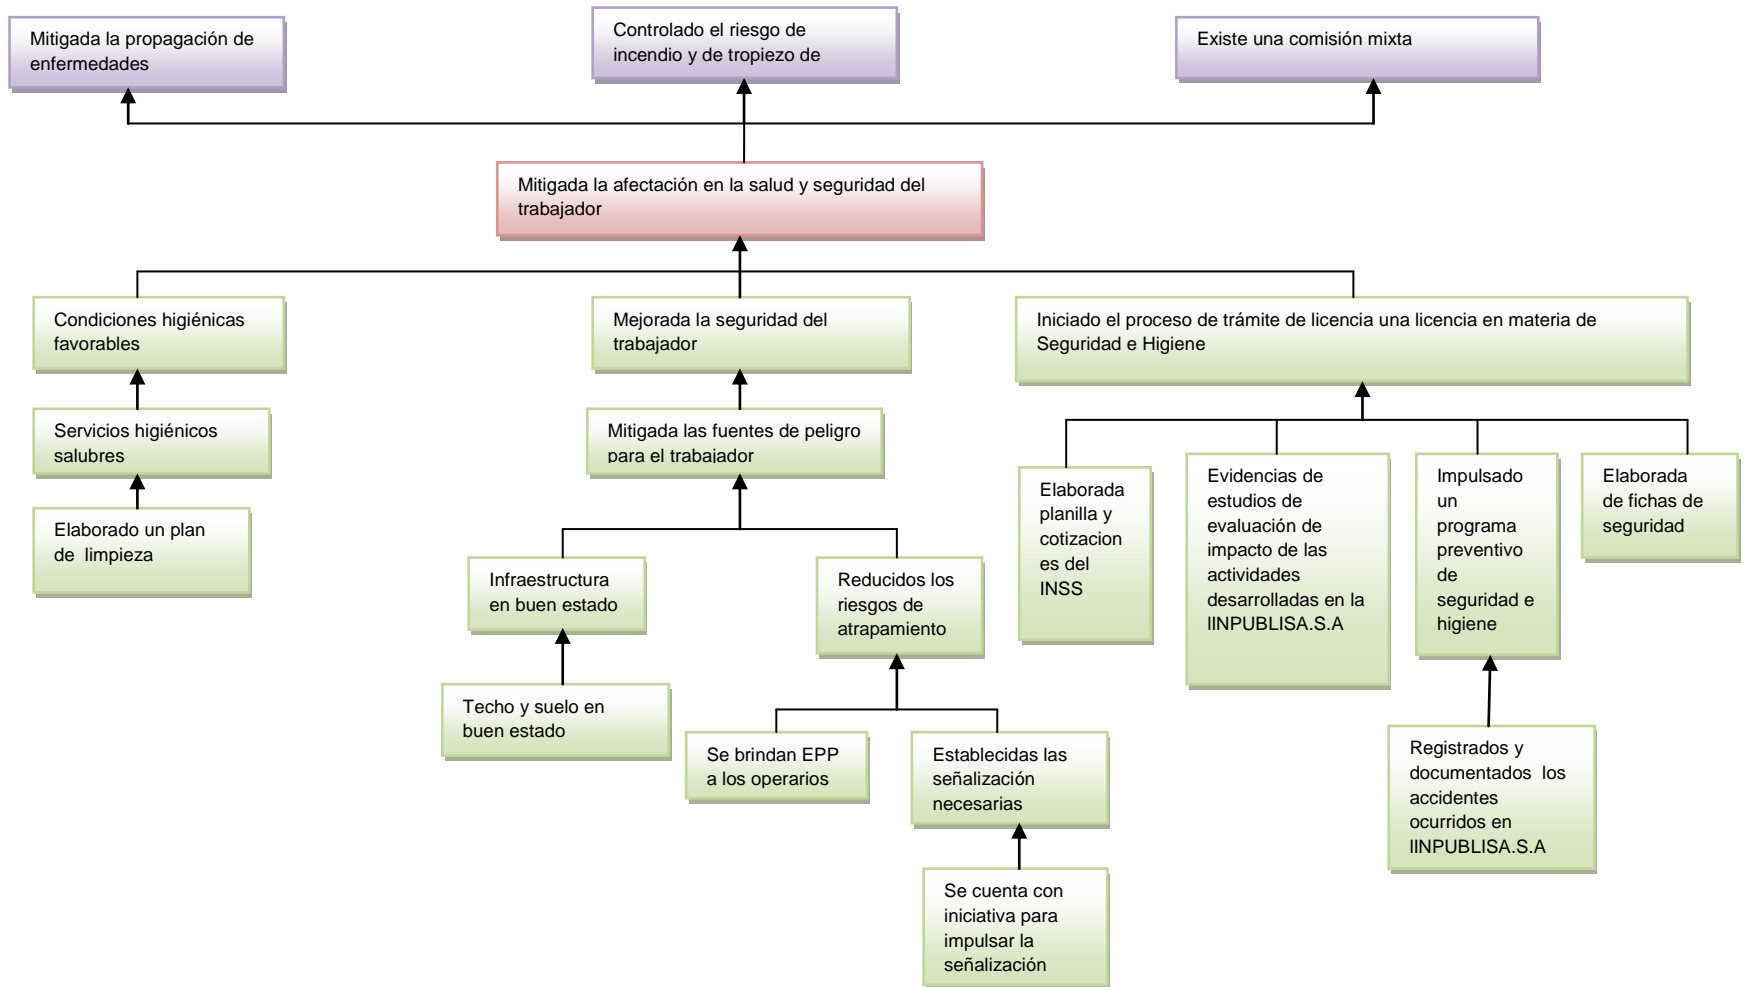 Mitigada la propagación de
enfermedades
Controlado el riesgo de
incendio y de tropiezo de
Existe una comisión mixta
Mitigada la afectación en la salud y seguridad del
trabajador
Condiciones higiénicas
favorables
Mejorada la seguridad del
trabajador
Iniciado el proceso de trámite de licencia una licencia en materia de
Seguridad e Higiene
Servicios higiénicos
salubres
Mitigada las fuentes de peligro
para el trabajador
Elaborado un plan
de limpieza
Elaborada
planilla y
cotizacion
es del
INSS
Evidencias de
estudios de
evaluación de
impacto de las
actividades
desarrolladas en la
lINPUBLISA.S.A
Impulsado
un
programa
preventivo
de
seguridad e
higiene
Elaborada
de fichas de
seguridad
Infraestructura
en buen estado
Reducidos los
riesgos de
atrapamiento
Techo y suelo en
buen estado
Se brindan EPP
a los operarios
Establecidas las
señalización
necesarias
Registrados y
documentados los
accidentes
ocurridos en
lINPUBLISA.S.A
Se cuenta con
iniciativa para
impulsar la
señalización